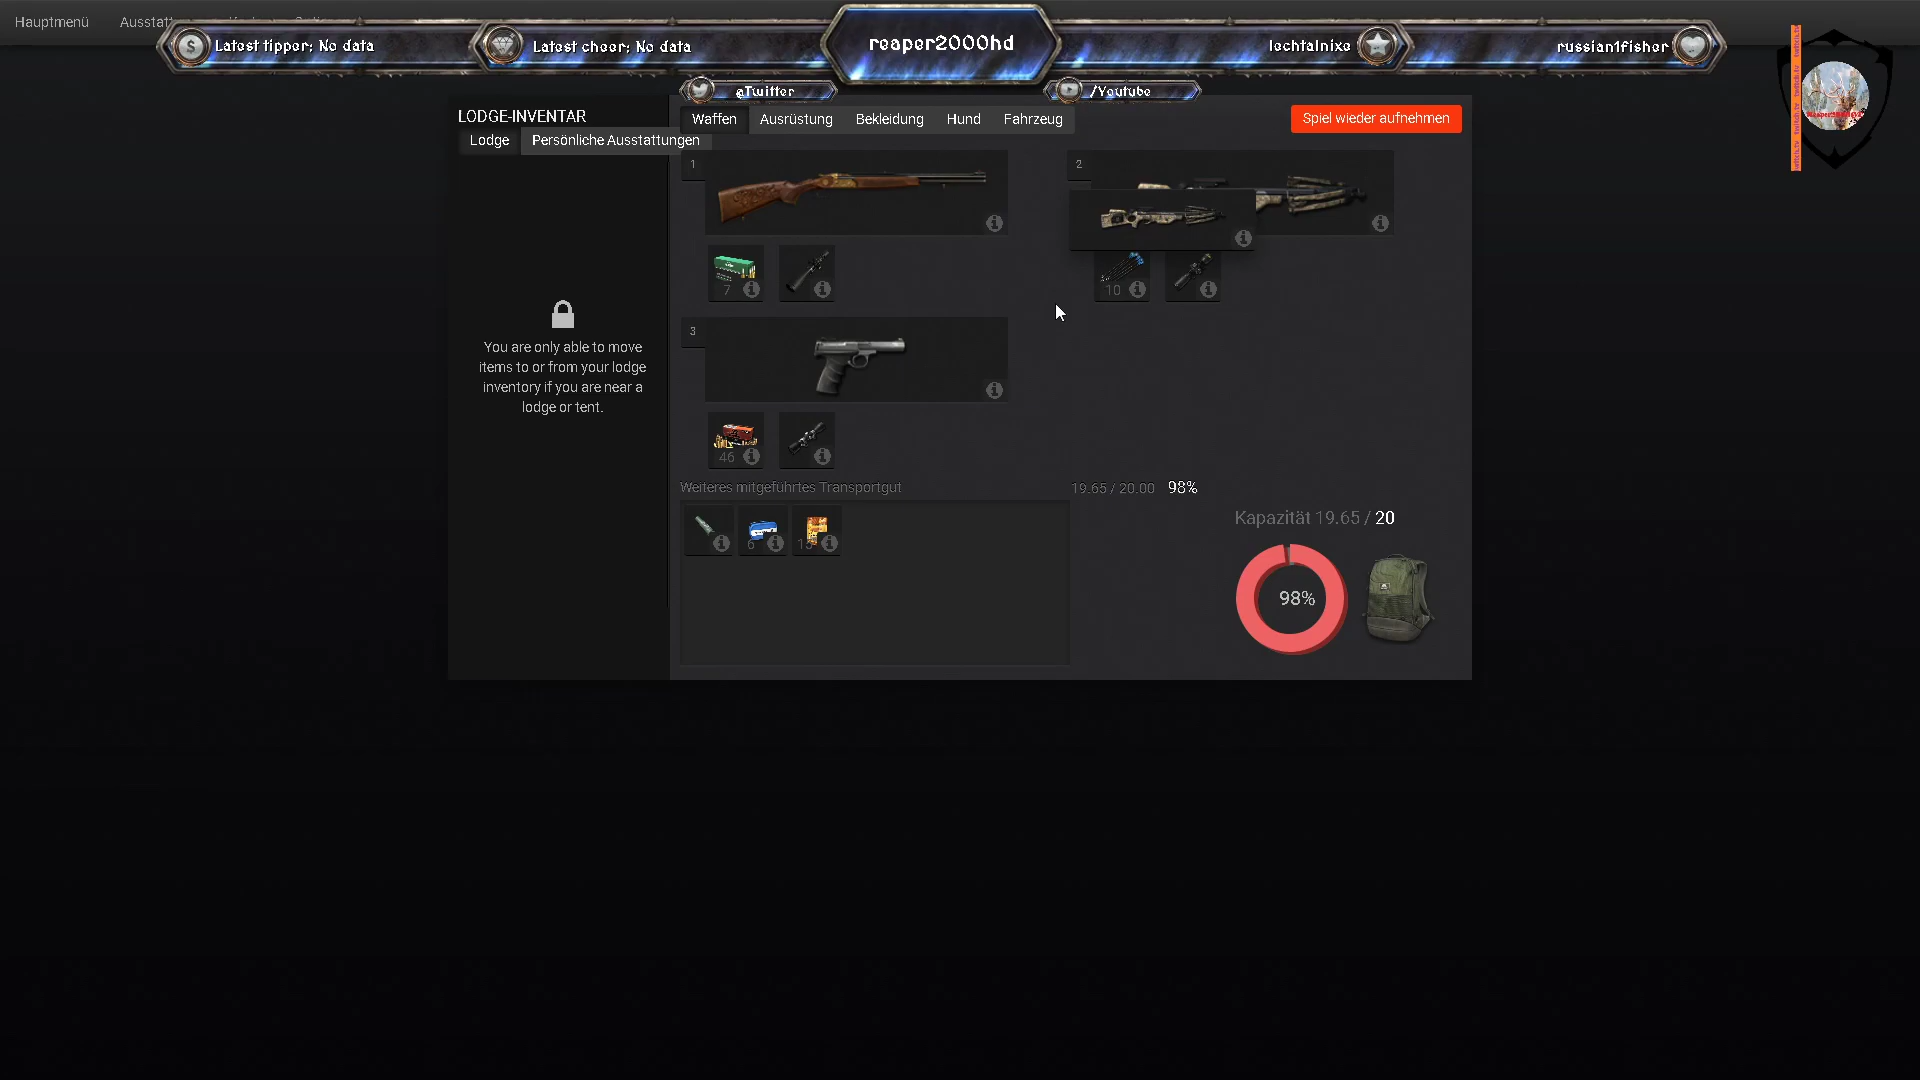 Hauptmenü
Latest tipper: No data
Latest cheer: No data
reaper2000hd
lechtalnixe
russian1fisher
@Twitter
/Youtube
LODGE-INVENTAR
Lodge
Persönliche Ausstattungen
Waffen
Ausrüstung
Bekleidung
Hund
Fahrzeug
Spiel wieder aufnehmen
1
2
7
10
You are only able to move
items to or from your lodge
inventory if you are near a
lodge or tent.
3
46
Weiteres mitgeführtes Transportgut
19.65 / 20.00
98%
6
Kapazität 19.65 / 20
98%